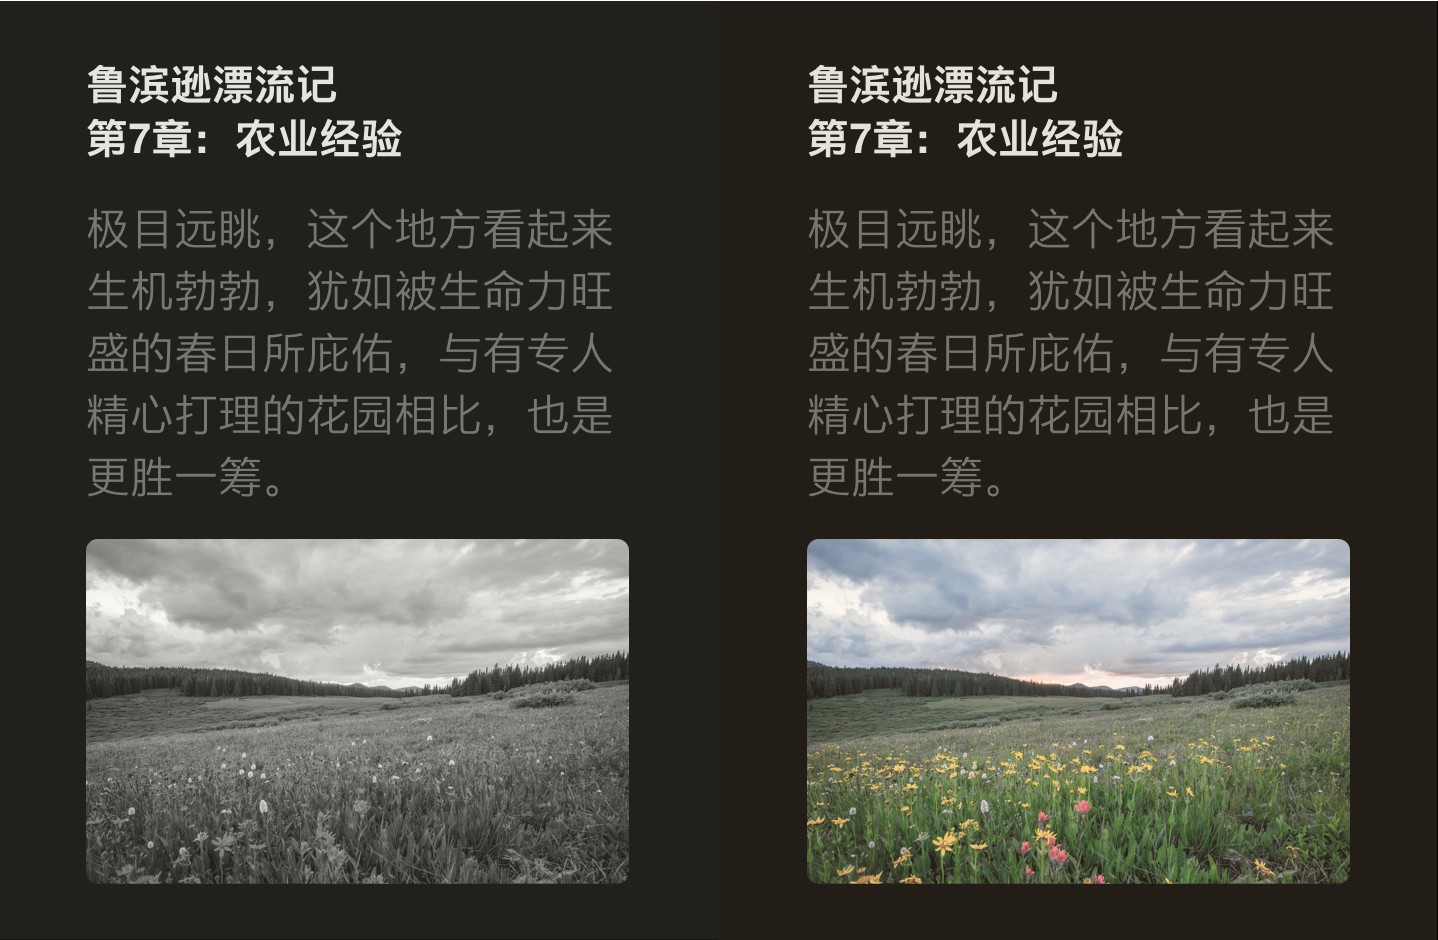 鲁滨逊漂流记
第7章：农业经验
极目远眺，这个地方看起来
生机勃勃，犹如被生命力旺
盛的春日所庇佑，与有专人
精心打理的花园相比，也是
更胜一筹。
鲁滨逊漂流记
第7章：农业经验
极目远眺，这个地方看起来
生机勃勃，犹如被生命力旺
盛的春日所庇佑，与有专人
精心打理的花园相比，也是
更胜一筹。